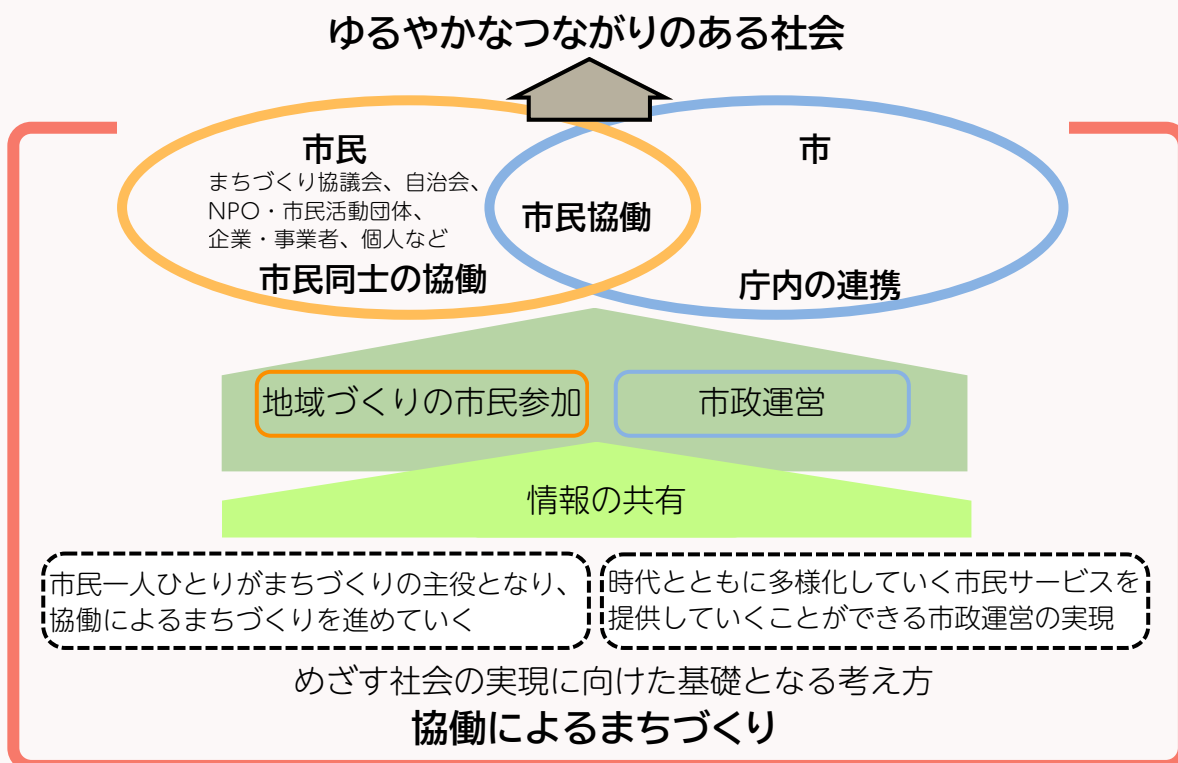 ゆるやかなつながりのある社会
市民
まちづくり協議会、自治会、
NPO・市民活動団体、
企業・事業者、個人など
市民同士の協働
市民協働
市
庁内の連携
地域づくりの市民参加
市政運営
情報の共有
市民一人ひとりがまちづくりの主役となり、
協働によるまちづくりを進めていく
時代とともに多様化していく市民サービスを
提供していくことができる市政運営の実現
めざす社会の実現に向けた基礎となる考え方
協働によるまちづくり